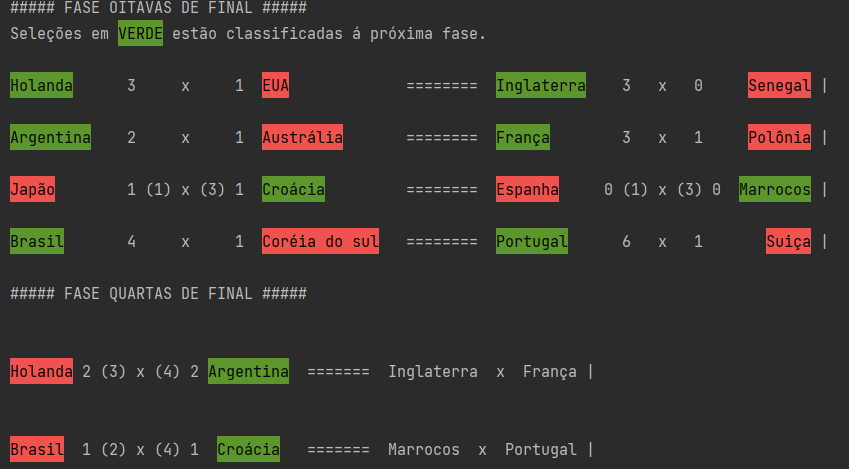 ##### FASE OITAVAS DE FINAL #####
Seleções em VERDE estão classificadas á próxima fase.
Holanda 3 x 1 EUA ======== Inglaterra 3 x 0 Senegal |
Argentina 2 x 1 Austrália ======== França 3 x 1 Polônia |
Japão 1 (1) x (3) 1 Croácia ======== Espanha 0 (1) x (3) 0 Marrocos |
Brasil 4 x 1 Coréia do sul ======== Portugal 6 x 1 Suiça |
##### FASE QUARTAS DE FINAL #####
Holanda 2 (3) x (4) 2 Argentina ======= Inglaterra x França |
Brasil 1 (2) x (4) 1 Croácia ======= Marrocos x Portugal |